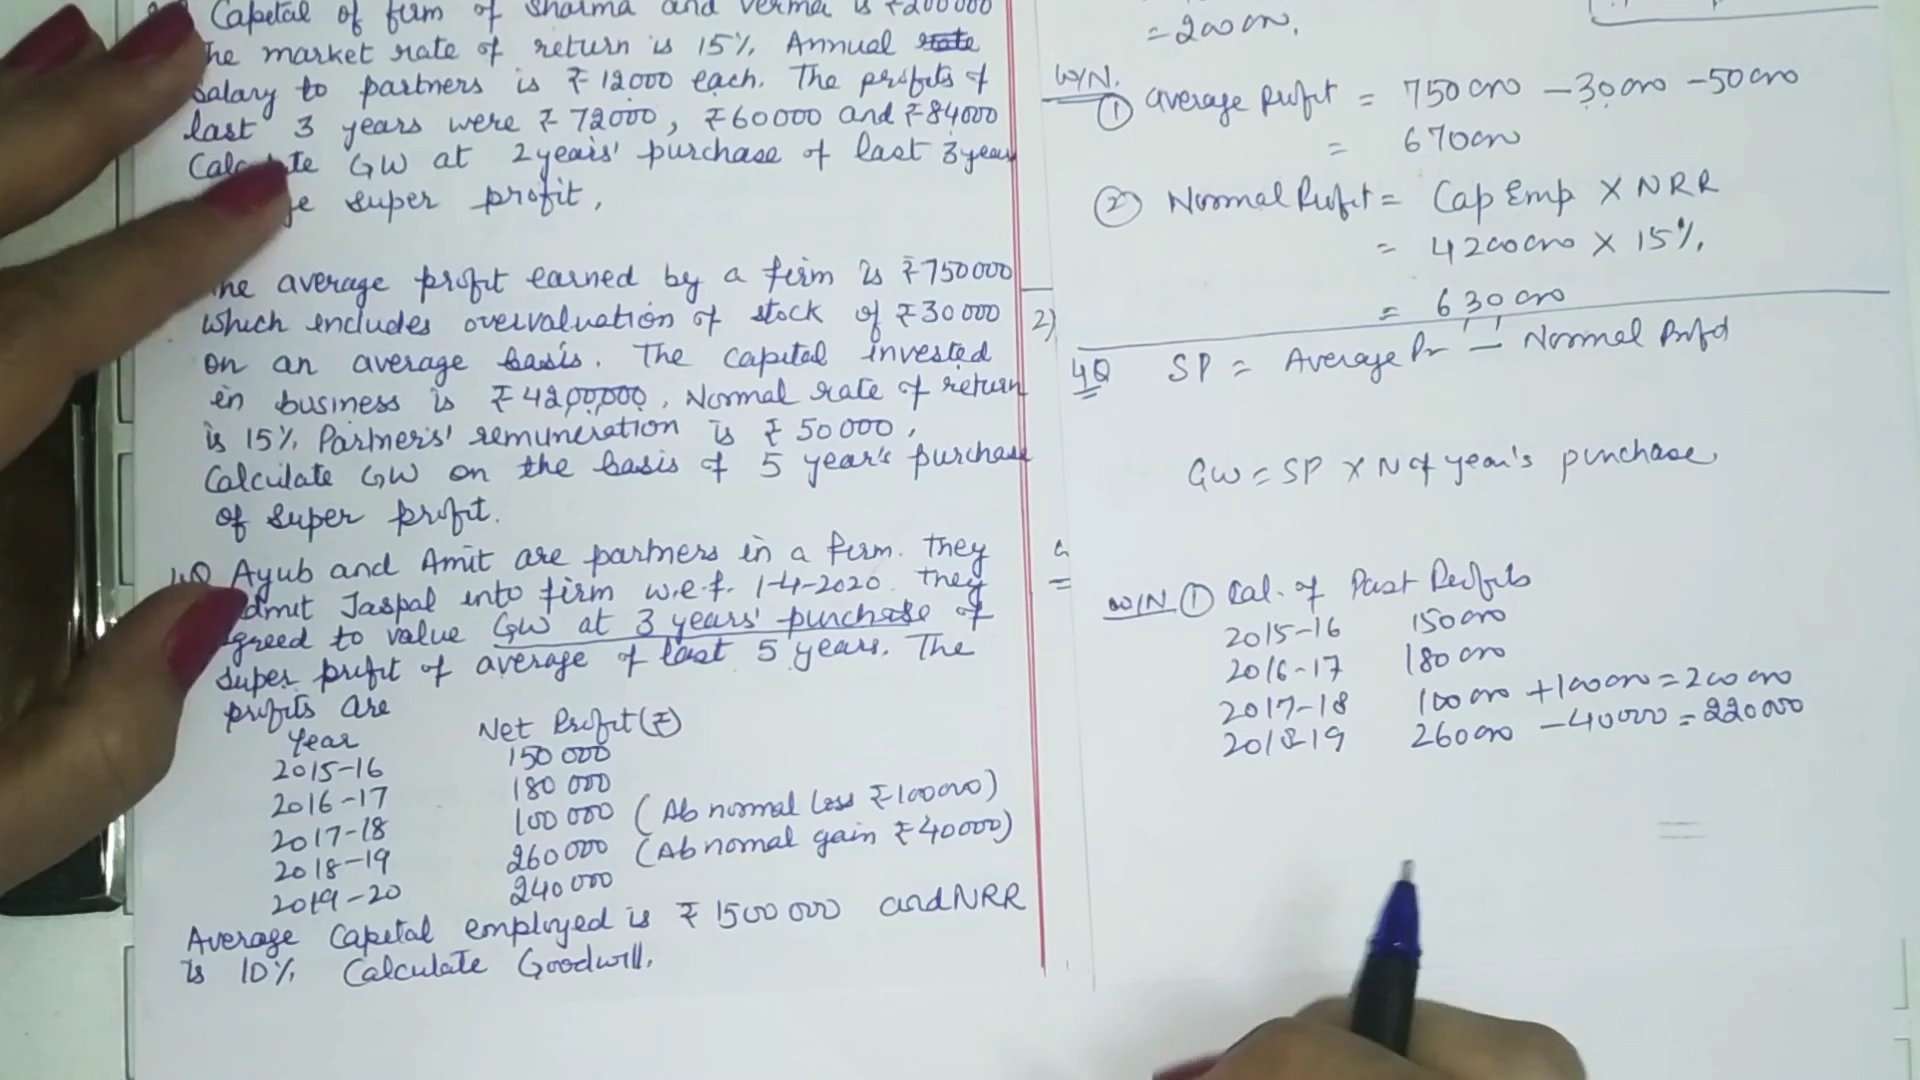 Capetal of firm of Sharma and Verma is ₹200000
The market rate of return is 15%. Annual
Salary to partners is ₹12000 each. The profits of
last 3 years were ₹72000, ₹60000 and ₹84000
Calculate GW at 2 years' purchase of last 3 year
super profit.
The average profit earned by a firm is ₹750000
which encludes overvaluation of stock of ₹30000
on an average basis. The Capital invested
in business is ₹4200,000, Normal rate of return
is 15% Partners' remuneration is ₹50000,
Calculate GW on the basis of 5 year's purchase
of super profit.
4Q Ayub and Amit are partners in a firm. They
admit Jaspal into firm w.e.f. 1-4-2020. They
agreed to value GW at 3 years' purchase of
Super profit of average of last 5 years. The
profits are
Year Net Profit(₹)
2015-16 150000
2016-17 180000
2017-18 100000 (Abnormal loss ₹100000)
2018-19 260000 (Abnomal gain ₹40000)
2019-20 240000
Average Capital employed is ₹1500000 and NRR
is 10% Calculate Goodwill.
= 200000.
W/N.
① average profit = 750000 - 30000 - 50000
= 670000
② Normal Profit = Cap Emp X NRR
= 4200000 X 15%
= 630000
2)
4Q SP = Average Pr - Normal Profit
GW = SP X N of year's purchase
W/N ① Cal. of Past Profits
2015-16 150000
2016-17 180000
2017-18 100000 + 100000 = 200000
2018-19 260000 - 40000 = 220000